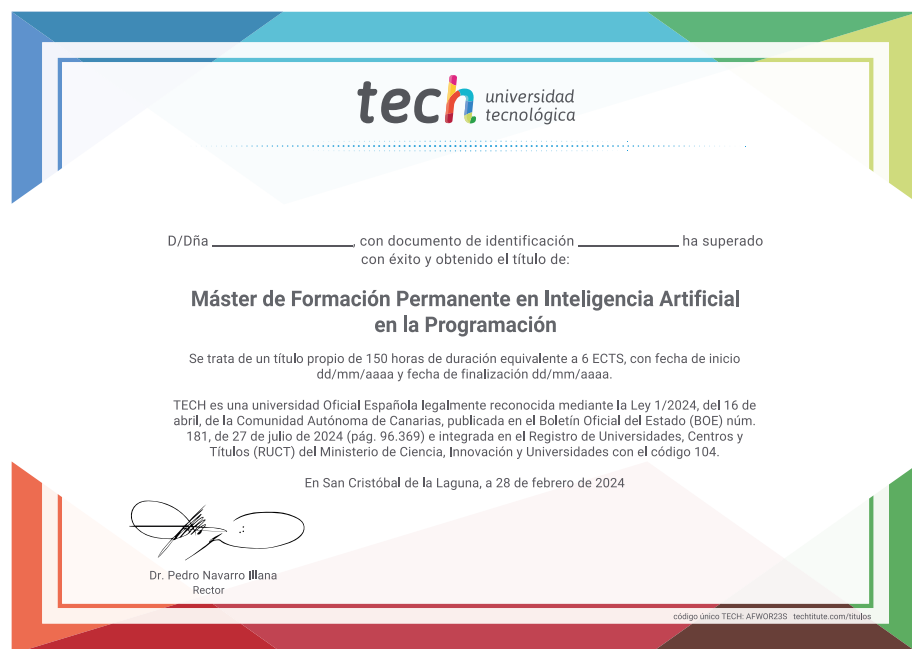 tech universidad
tecnológica
D/Dña ________________, con documento de identificación ____________ ha superado
con éxito y obtenido el título de:
Máster de Formación Permanente en Inteligencia Artificial
en la Programación
Se trata de un título propio de 150 horas de duración equivalente a 6 ECTS, con fecha de inicio
dd/mm/aaaa y fecha de finalización dd/mm/aaaa.
TECH es una universidad Oficial Española legalmente reconocida mediante la Ley 1/2024, del 16 de
abril, de la Comunidad Autónoma de Canarias, publicada en el Boletín Oficial del Estado (BOE) núm.
181, de 27 de julio de 2024 (pág. 96.369) e integrada en el Registro de Universidades, Centros y
Títulos (RUCT) del Ministerio de Ciencia, Innovación y Universidades con el código 104.
En San Cristóbal de la Laguna, a 28 de febrero de 2024
Dr. Pedro Navarro Illana
Rector
código único TECH: AFWOR23S techtitute.com/titulos